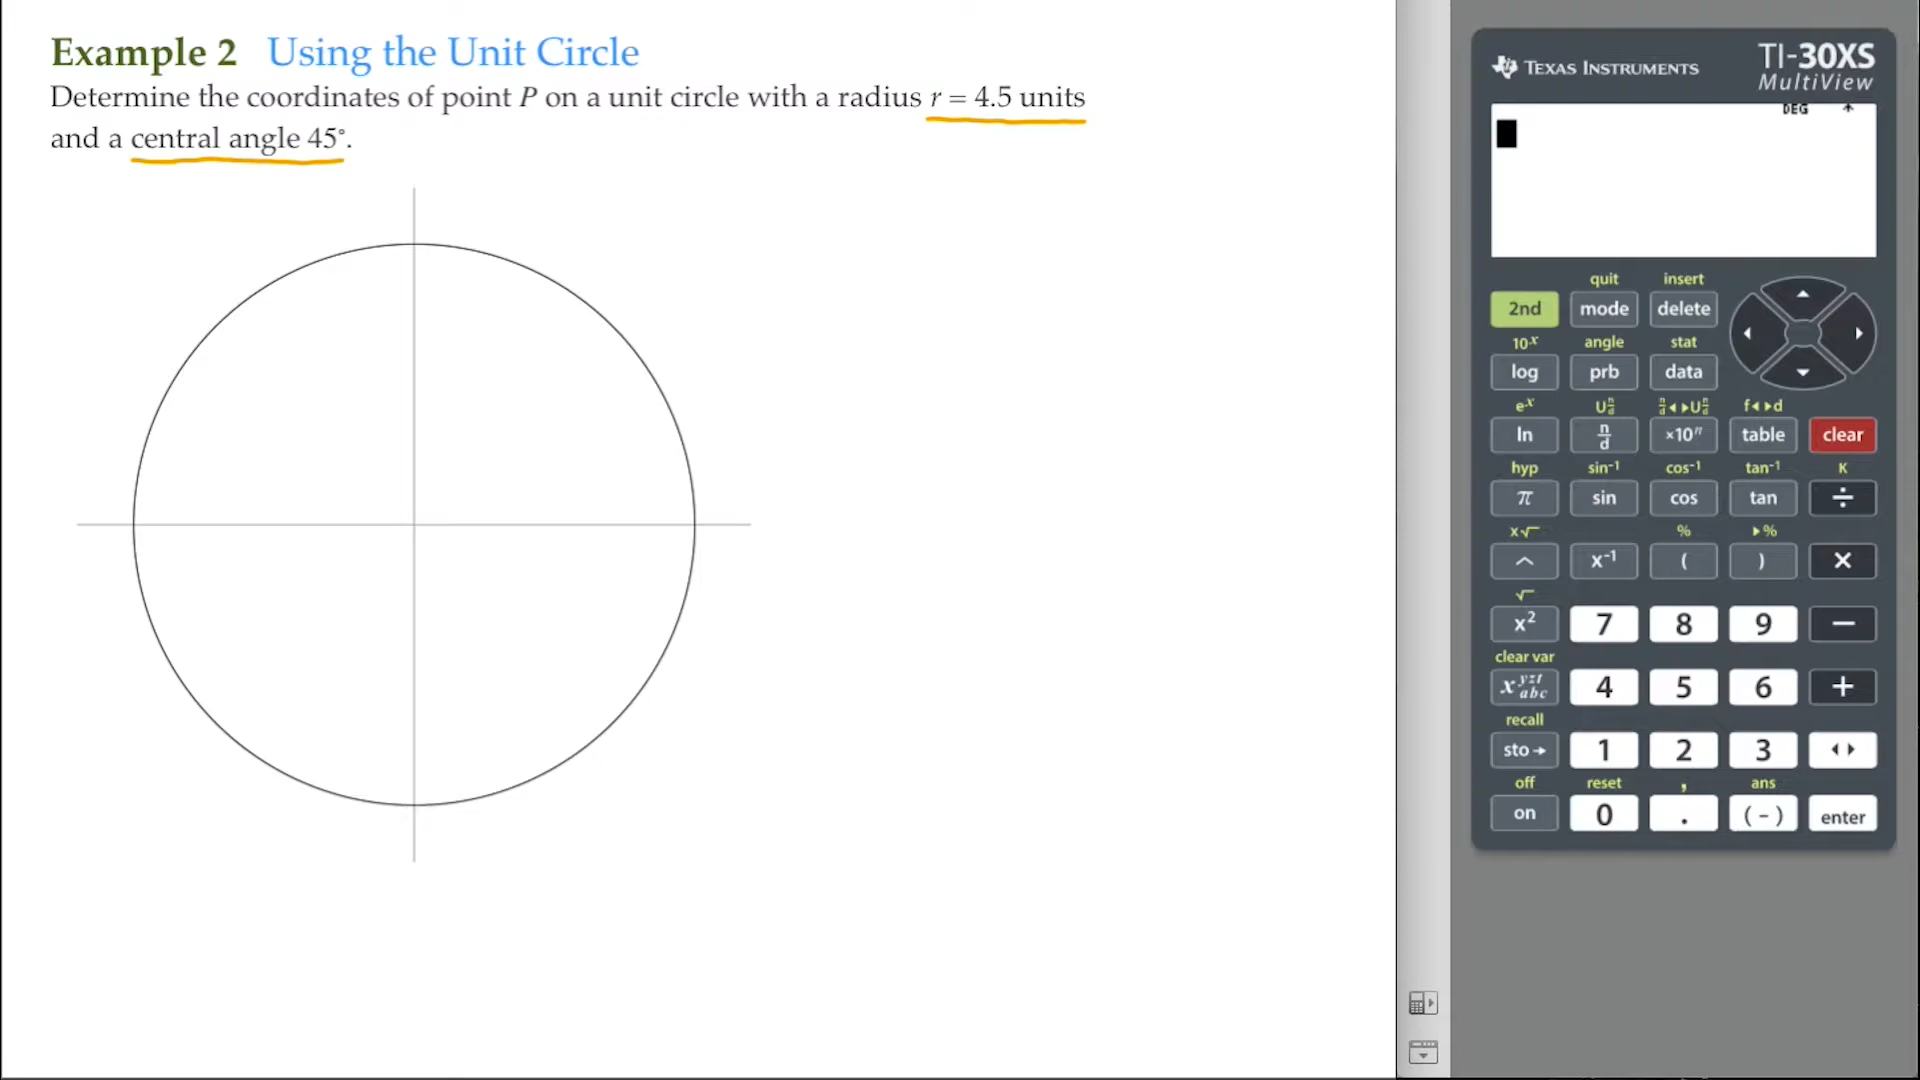 Example 2 Using the Unit Circle
Determine the coordinates of point P on a unit circle with a radius r = 4.5 units
and a central angle 45°.
TEXAS INSTRUMENTS
TI-30XS
MultiView
DEG
quit insert
2nd mode delete
10ˣ angle stat
log prb data
eˣ U n/d n/d ◂▸U n/d f◂▸d
ln n/d ×10ⁿ table clear
hyp sin⁻¹ cos⁻¹ tan⁻¹ K
π sin cos tan ÷
x√ % ▸%
^ x⁻¹ ( ) ×
√
x² 7 8 9 −
clear var
x yzt abc 4 5 6 +
recall
sto→ 1 2 3 ◂▸
off reset , ans
on 0 . (-) enter